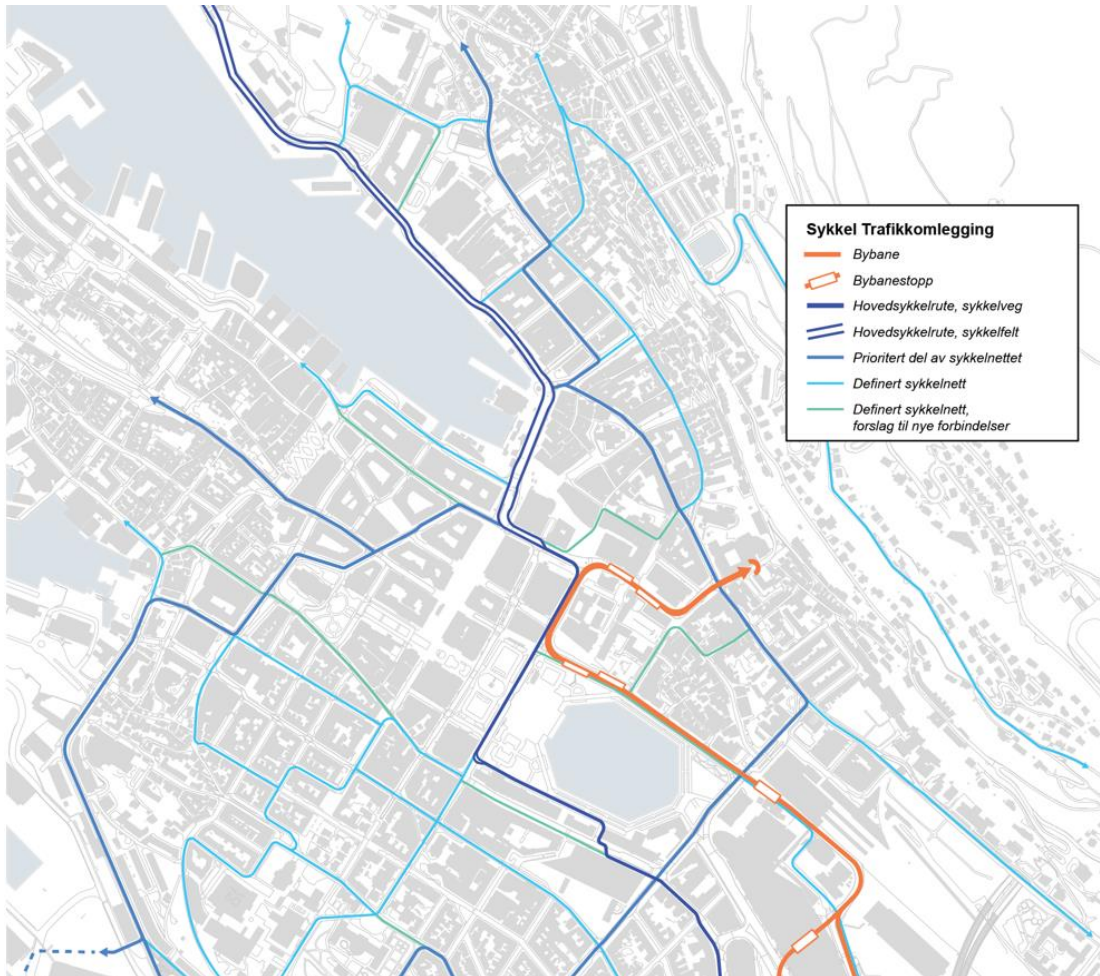 Sykkel Trafikkomlegging
Bybane
Bybanestopp
Hovedsykkelrute, sykkelveg
Hovedsykkelrute, sykkelfelt
Prioritert del av sykkelnettet
Definert sykkelnett
Definert sykkelnett,
forslag til nye forbindelser